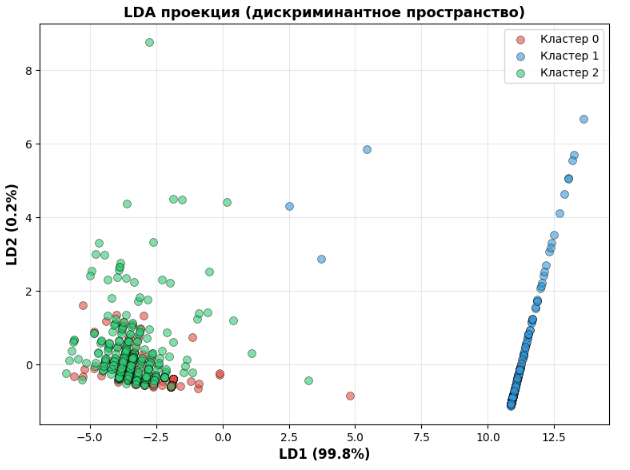 LDA проекция (дискриминантное пространство)
Кластер 0
Кластер 1
Кластер 2
LD2 (0.2%)
8
6
4
2
0
−5.0 −2.5 0.0 2.5 5.0 7.5 10.0 12.5
LD1 (99.8%)